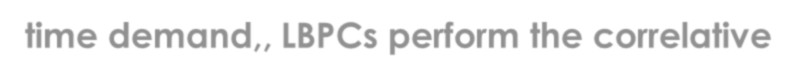 time demand,, LBPCs perform the correlative